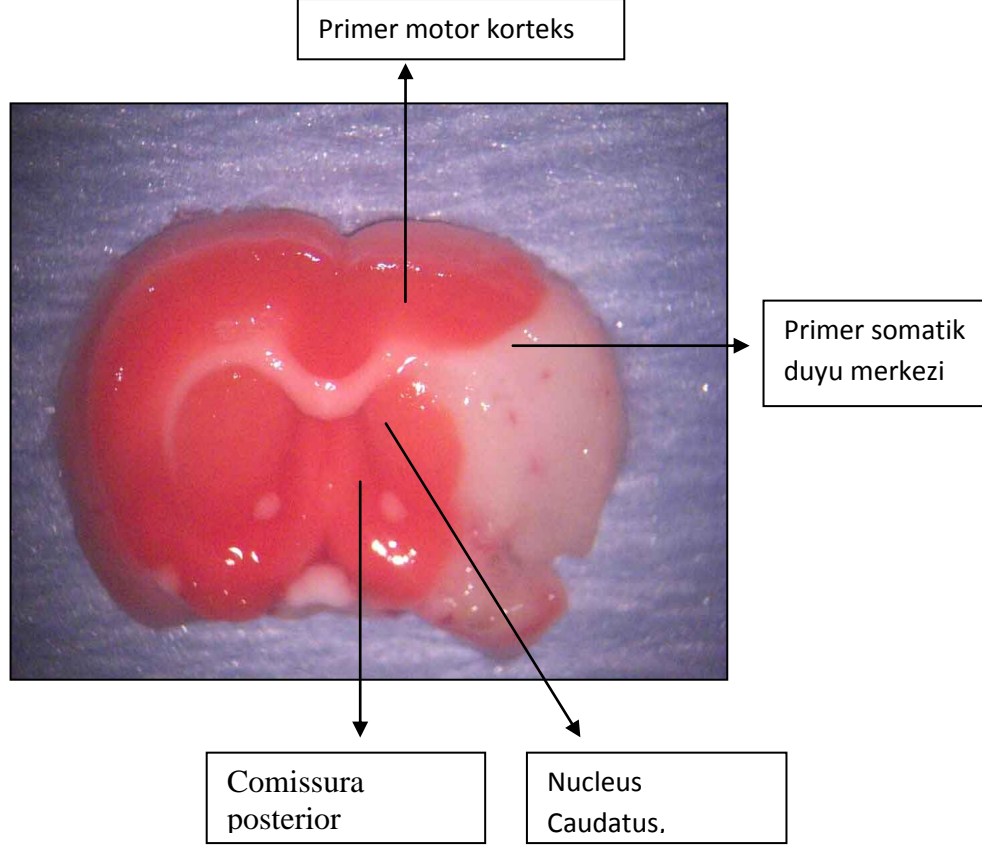 Primer motor korteks
Primer somatik
duyu merkezi
Comissura
posterior
Nucleus
Caudatus,